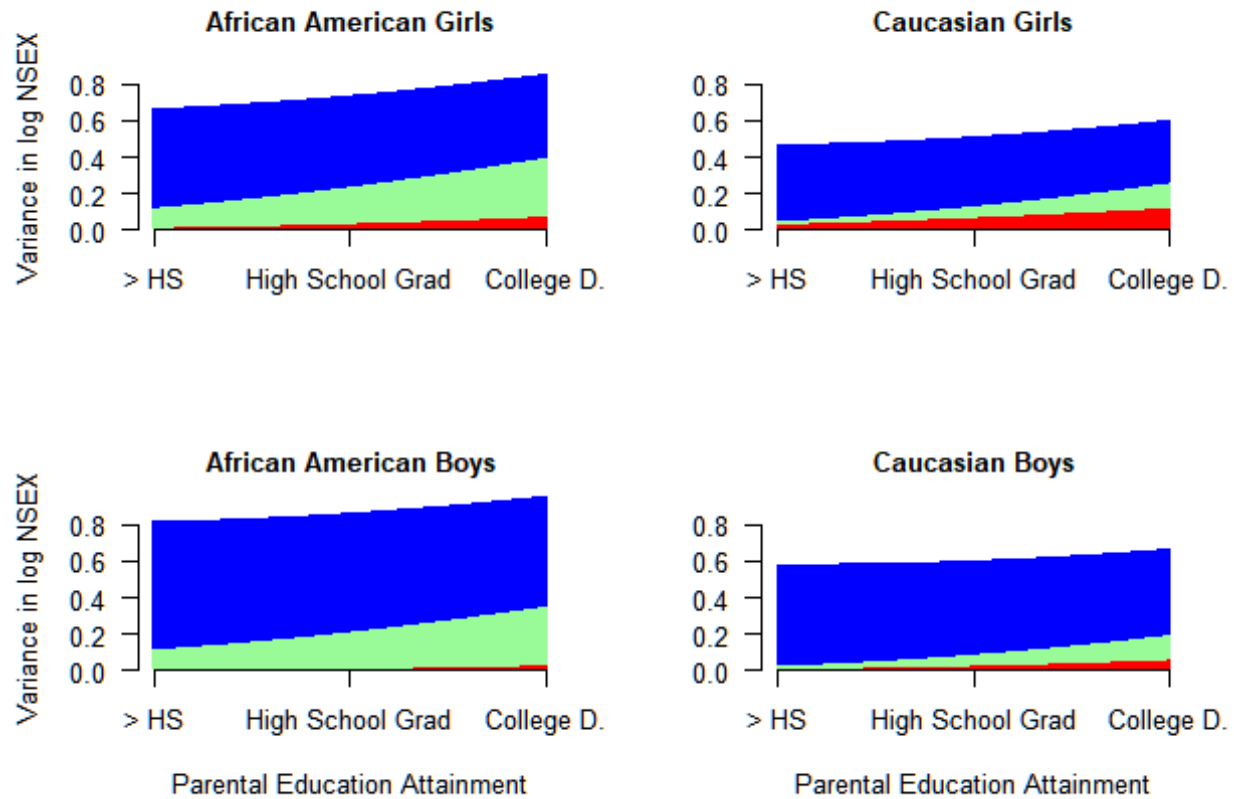 African American Girls
Variance in log NSEX
0.8
0.6
0.4
0.2
0.0
> HS High School Grad College D.
Caucasian Girls
0.8
0.6
0.4
0.2
0.0
> HS High School Grad College D.
African American Boys
Variance in log NSEX
0.8
0.6
0.4
0.2
0.0
> HS High School Grad College D.
Parental Education Attainment
Caucasian Boys
0.8
0.6
0.4
0.2
0.0
> HS High School Grad College D.
Parental Education Attainment